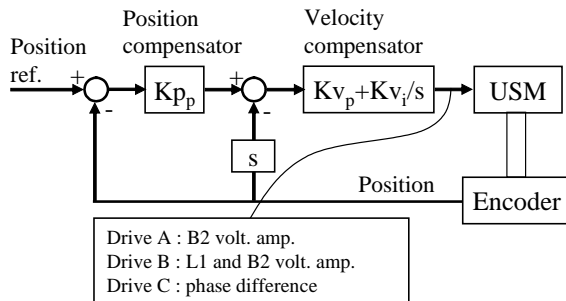 Position
ref.
Position
compensator
Velocity
compensator
+
-
Kpp
+
-
Kvp+Kvi/s
USM
s
Position
Encoder
Drive A : B2 volt. amp.
Drive B : L1 and B2 volt. amp.
Drive C : phase difference